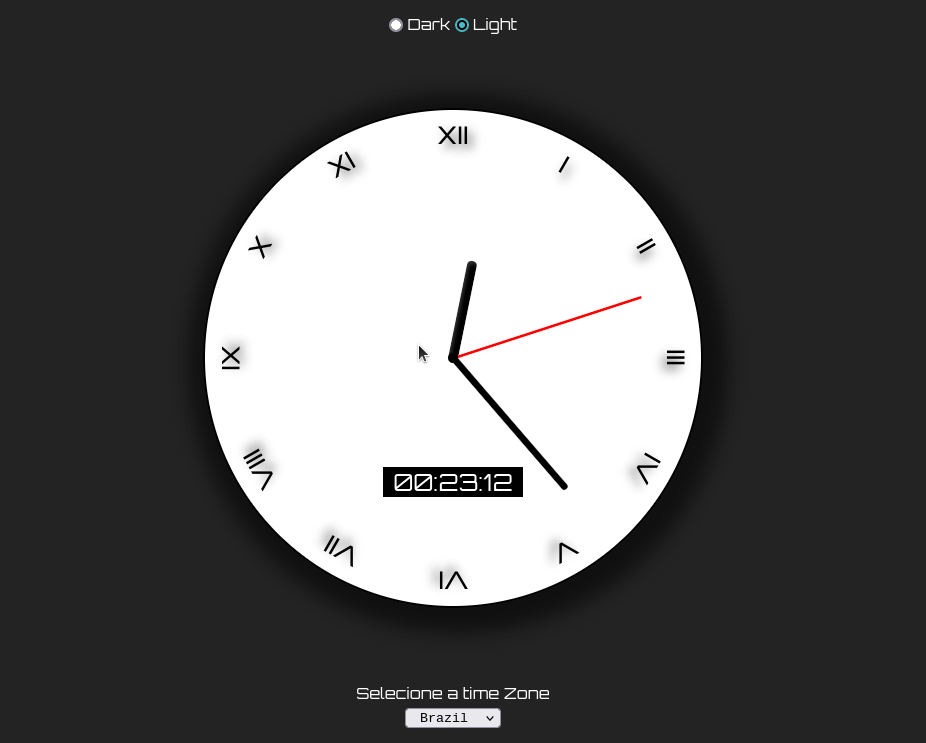 Dark Light
XII
XI I
X II
IX III
VIII IV
VII V
VI
00:23:12
Selecione a time Zone
Brazil